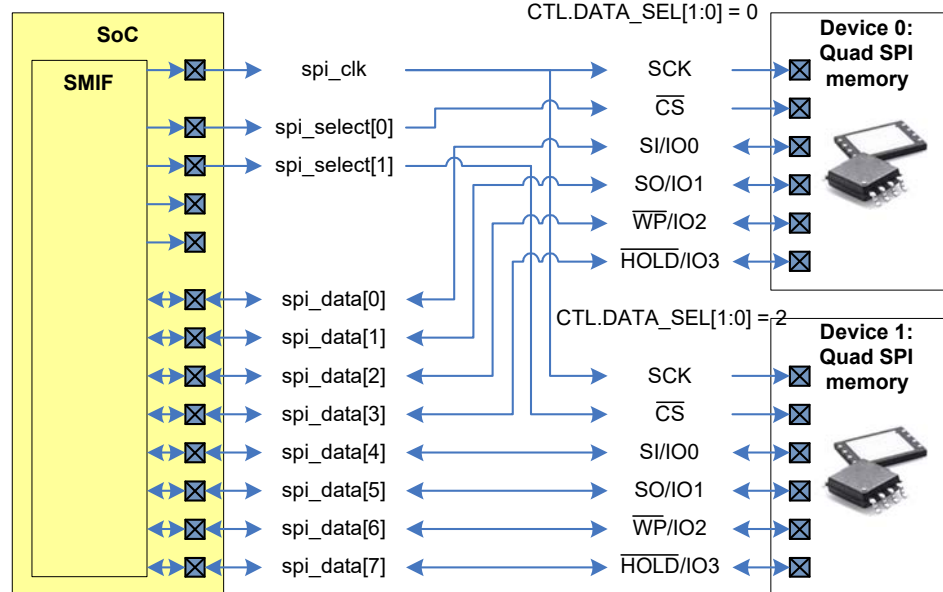 CTL.DATA_SEL[1:0] = 0
SoC
SMIF
Device 0:
Quad SPI
memory
spi_clk
SCK
spi_select[0]
CS
spi_select[1]
SI/IO0
SO/IO1
WP/IO2
HOLD/IO3
spi_data[0]
CTL.DATA_SEL[1:0] = 2
spi_data[1]
Device 1:
Quad SPI
memory
spi_data[2]
SCK
spi_data[3]
CS
spi_data[4]
SI/IO0
spi_data[5]
SO/IO1
spi_data[6]
WP/IO2
spi_data[7]
HOLD/IO3